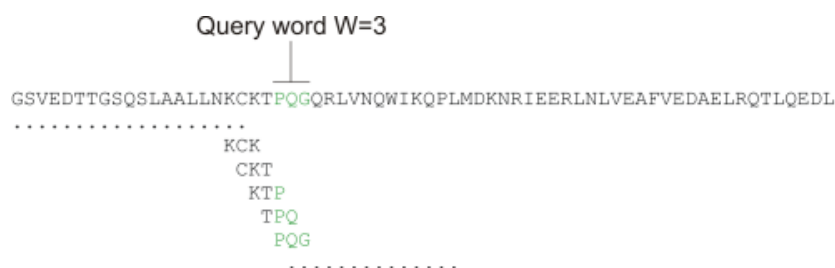 Query word W=3
GSVEDTTGSQSLAALLNKCKTPQGQRLVNQWIKQPLMDKNRIEERLNLVEAFVEDAELRQTLQEDL
...................
KCK
CKT
KTP
TPQ
PQG
..............